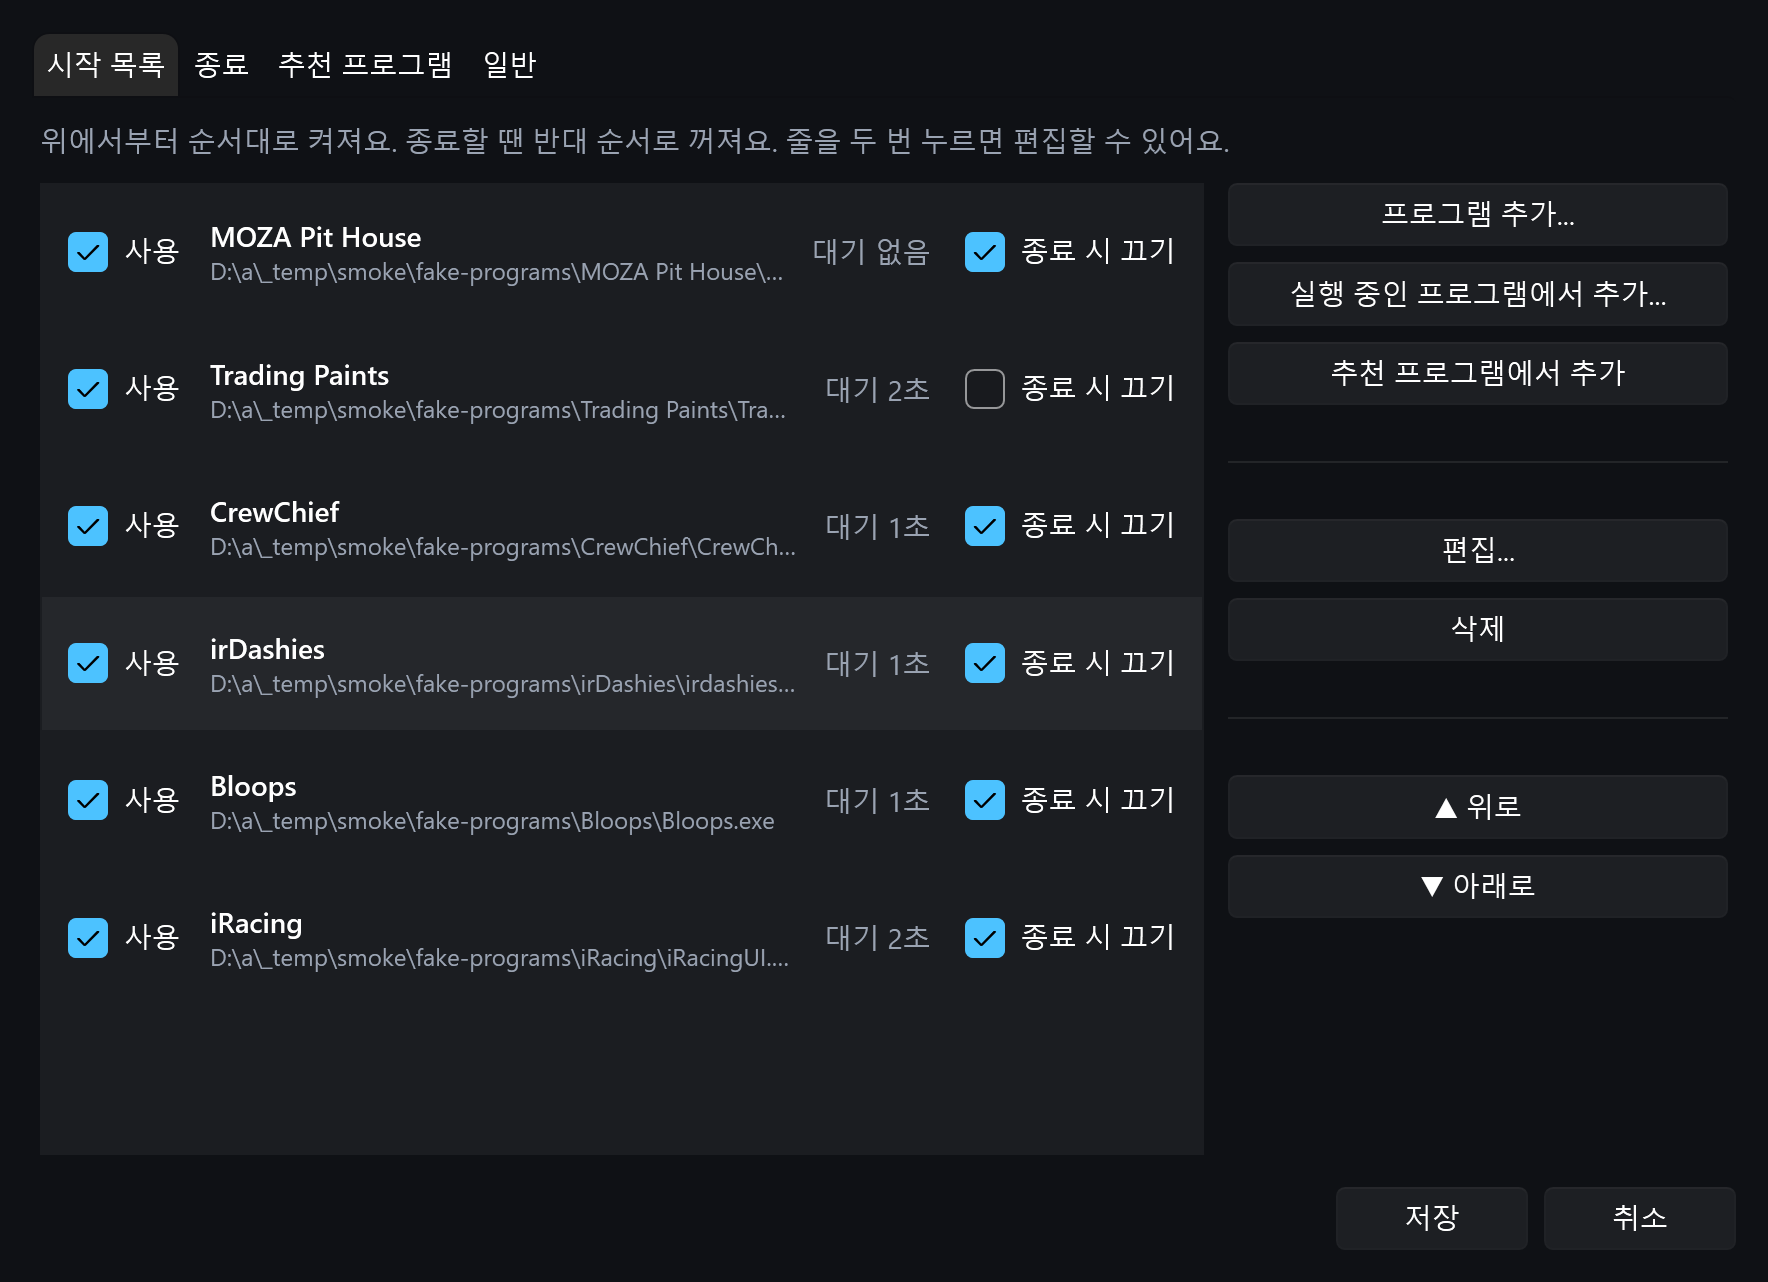 시작 목록 종료 추천 프로그램 일반
위에서부터 순서대로 켜져요. 종료할 땐 반대 순서로 꺼져요. 줄을 두 번 누르면 편집할 수 있어요.
사용 MOZA Pit House 대기 없음 종료 시 끄기
D:\a\_temp\smoke\fake-programs\MOZA Pit House\...
사용 Trading Paints 대기 2초 종료 시 끄기
D:\a\_temp\smoke\fake-programs\Trading Paints\Tra...
사용 CrewChief 대기 1초 종료 시 끄기
D:\a\_temp\smoke\fake-programs\CrewChief\CrewCh...
사용 irDashies 대기 1초 종료 시 끄기
D:\a\_temp\smoke\fake-programs\irDashies\irdashies...
사용 Bloops 대기 1초 종료 시 끄기
D:\a\_temp\smoke\fake-programs\Bloops\Bloops.exe
사용 iRacing 대기 2초 종료 시 끄기
D:\a\_temp\smoke\fake-programs\iRacing\iRacingUI....
프로그램 추가...
실행 중인 프로그램에서 추가...
추천 프로그램에서 추가
편집...
삭제
▲ 위로
▼ 아래로
저장 취소